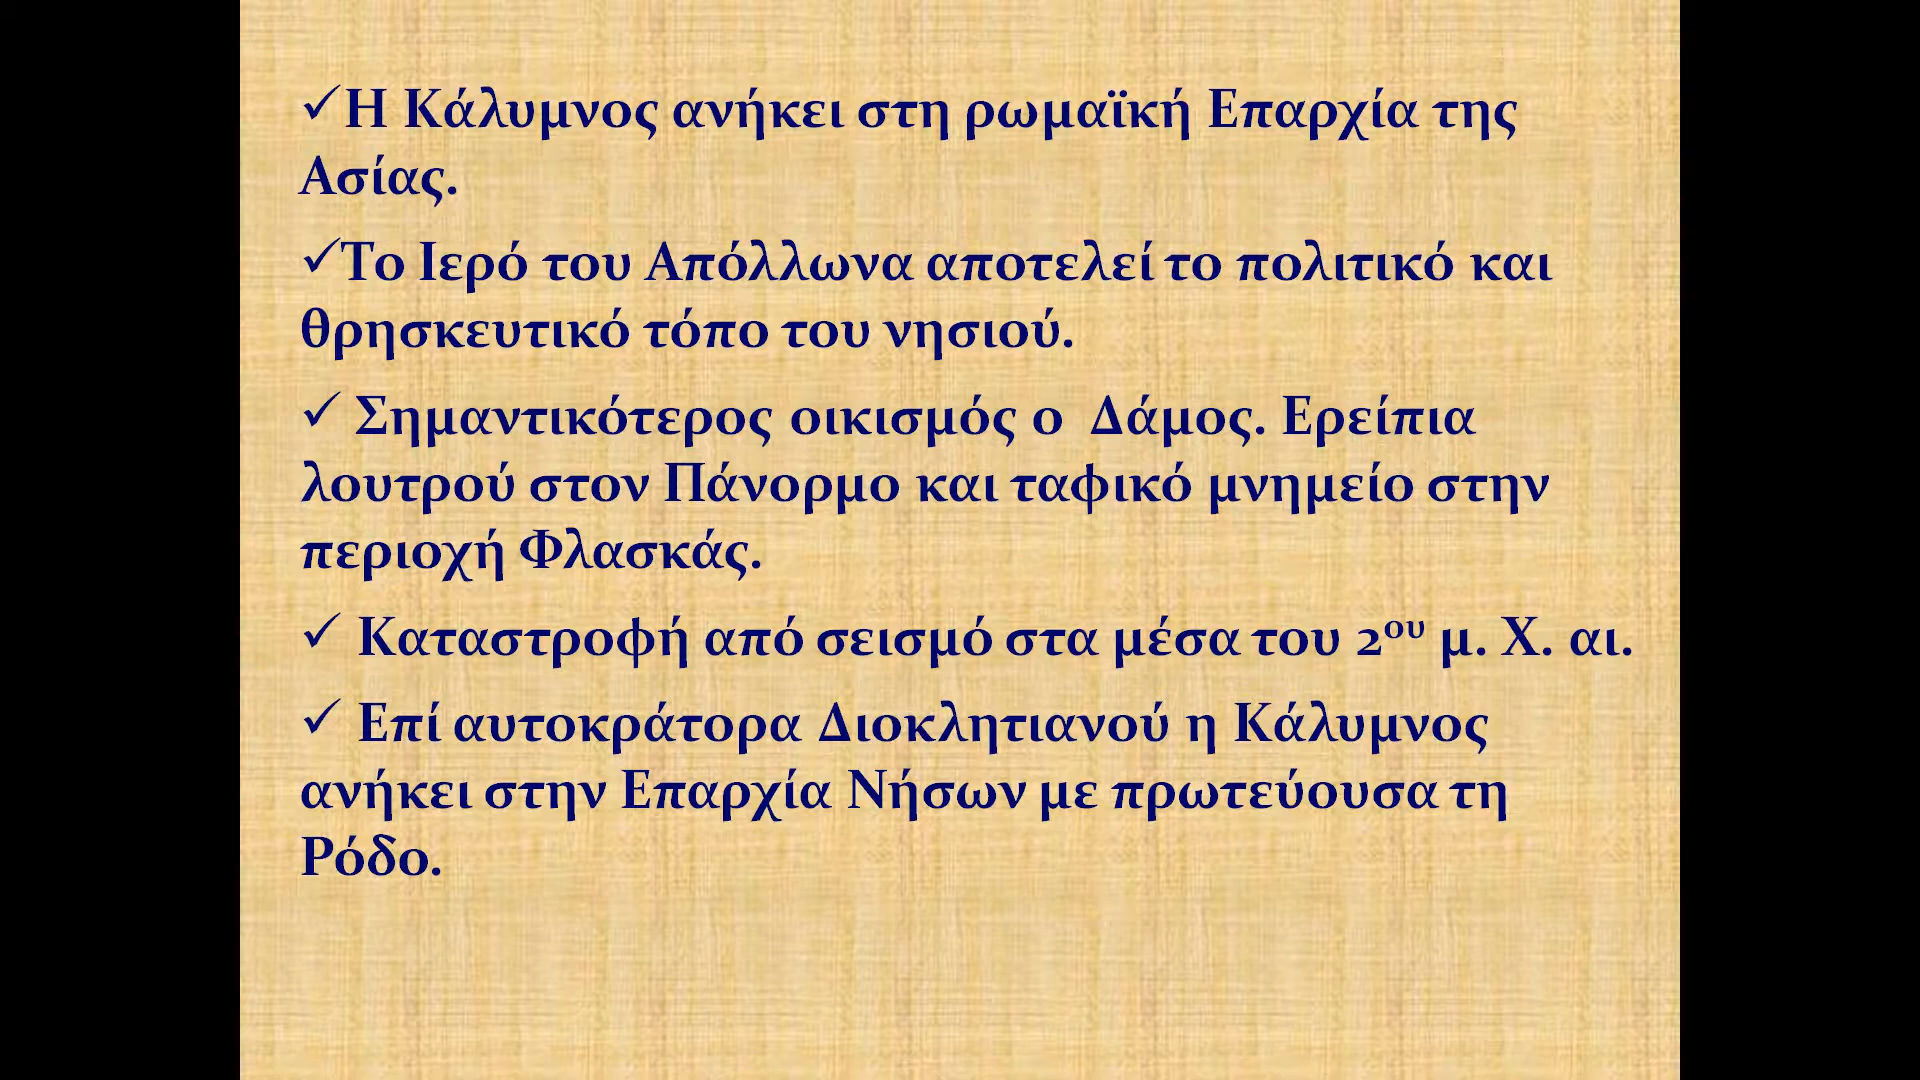 ✓Η Κάλυμνος ανήκει στη ρωμαϊκή Επαρχία της
Ασίας.
✓Το Ιερό του Απόλλωνα αποτελεί το πολιτικό και
θρησκευτικό τόπο του νησιού.
✓ Σημαντικότερος οικισμός ο Δάμος. Ερείπια
λουτρού στον Πάνορμο και ταφικό μνημείο στην
περιοχή Φλασκάς.
✓ Καταστροφή από σεισμό στα μέσα του 2ου μ. Χ. αι.
✓ Επί αυτοκράτορα Διοκλητιανού η Κάλυμνος
ανήκει στην Επαρχία Νήσων με πρωτεύουσα τη
Ρόδο.